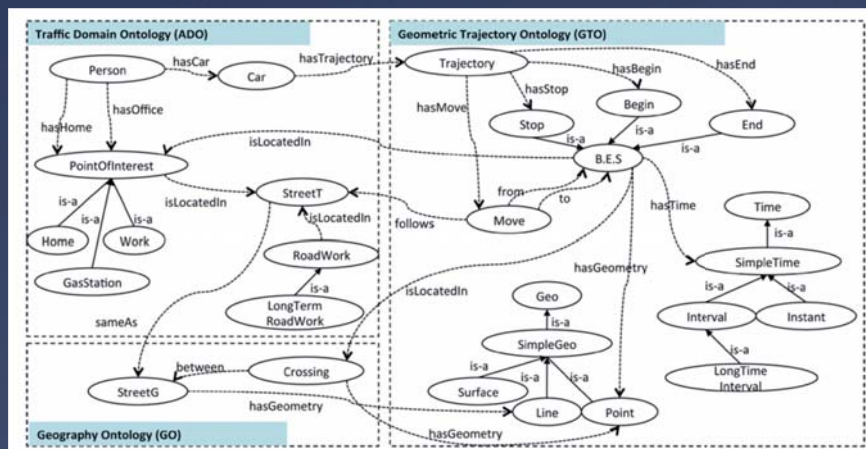 Traffic Domain Ontology (ADO)
Geometric Trajectory Ontology (GTO)
Person
hasCar
Car
hasTrajectory
Trajectory
hasEnd
hasBegin
hasStop
hasMove
hasOffice
hasHome
Begin
Stop
End
is-a
is-a
is-a
isLocatedIn
B.E.S
PointOfInterest
isLocatedIn
StreetT
from
to
hasTime
Time
follows
Move
is-a
is-a
is-a
Home
Work
isLocatedIn
is-a
RoadWork
SimpleTime
GasStation
hasGeometry
is-a
is-a
is-a
LongTerm
RoadWork
isLocatedIn
Geo
Interval
Instant
sameAs
is-a
is-a
SimpleGeo
LongTime
Interval
between
Crossing
is-a
is-a
is-a
StreetG
Surface
hasGeometry
Line
Point
hasGeometry
Geography Ontology (GO)